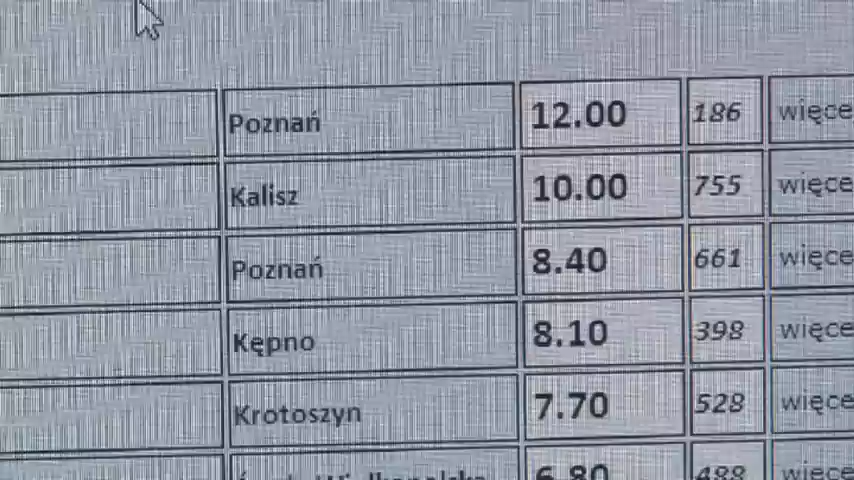 Poznań 12.00 186 więce
Kalisz 10.00 755 więce
Poznań 8.40 661 więce
Kępno 8.10 398 więce
Krotoszyn 7.70 528 więce
6.80 488 więce